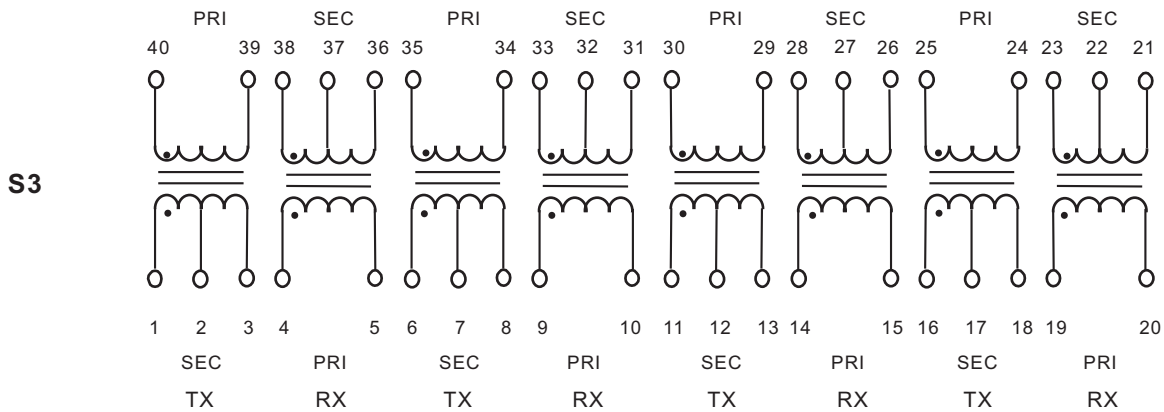 PRI SEC PRI SEC PRI SEC PRI SEC
40 39 38 37 36 35 34 33 32 31 30 29 28 27 26 25 24 23 22 21
S3
1 2 3 4 5 6 7 8 9 10 11 12 13 14 15 16 17 18 19 20
SEC PRI SEC PRI SEC PRI SEC PRI
TX RX TX RX TX RX TX RX